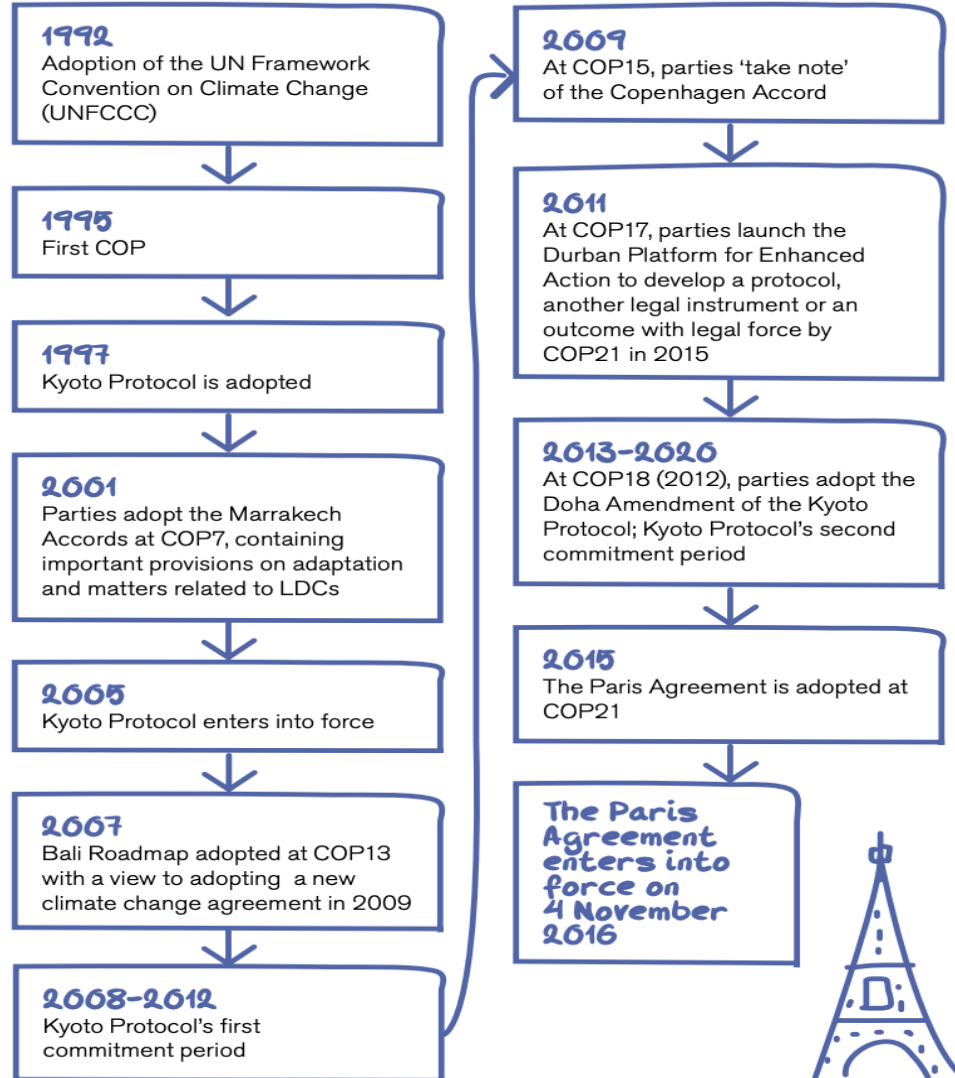 1992
Adoption of the UN Framework
Convention on Climate Change
(UNFCCC)
1995
First COP
1997
Kyoto Protocol is adopted
2001
Parties adopt the Marrakech
Accords at COP7, containing
important provisions on adaptation
and matters related to LDCs
2005
Kyoto Protocol enters into force
2007
Bali Roadmap adopted at COP13
with a view to adopting a new
climate change agreement in 2009
2008-2012
Kyoto Protocol's first
commitment period
2009
At COP15, parties 'take note'
of the Copenhagen Accord
2011
At COP17, parties launch the
Durban Platform for Enhanced
Action to develop a protocol,
another legal instrument or an
outcome with legal force by
COP21 in 2015
2013-2020
At COP18 (2012), parties adopt the
Doha Amendment of the Kyoto
Protocol; Kyoto Protocol's second
commitment period
2015
The Paris Agreement is adopted at
COP21
The Paris
Agreement
enters into
force on
4 November
2016